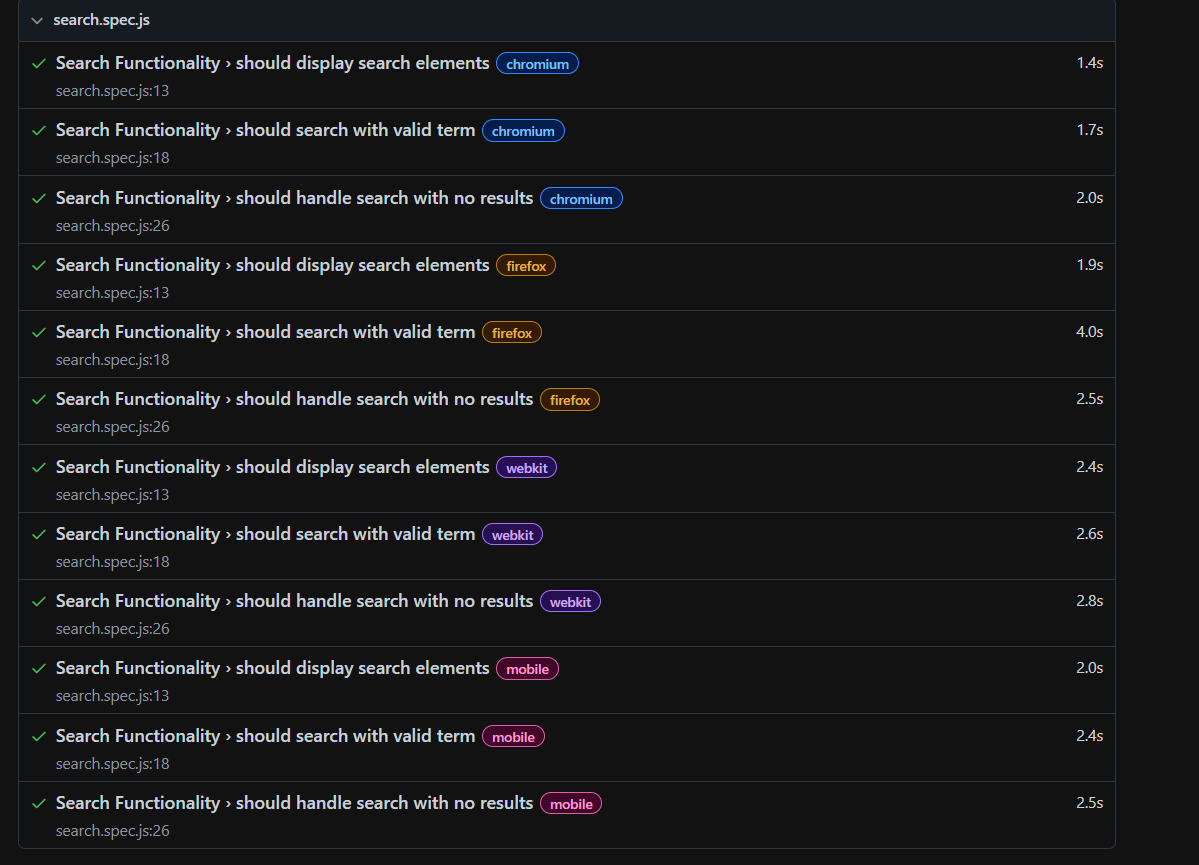 search.spec.js
Search Functionality › should display search elements chromium 1.4s
search.spec.js:13
Search Functionality › should search with valid term chromium 1.7s
search.spec.js:18
Search Functionality › should handle search with no results chromium 2.0s
search.spec.js:26
Search Functionality › should display search elements firefox 1.9s
search.spec.js:13
Search Functionality › should search with valid term firefox 4.0s
search.spec.js:18
Search Functionality › should handle search with no results firefox 2.5s
search.spec.js:26
Search Functionality › should display search elements webkit 2.4s
search.spec.js:13
Search Functionality › should search with valid term webkit 2.6s
search.spec.js:18
Search Functionality › should handle search with no results webkit 2.8s
search.spec.js:26
Search Functionality › should display search elements mobile 2.0s
search.spec.js:13
Search Functionality › should search with valid term mobile 2.4s
search.spec.js:18
Search Functionality › should handle search with no results mobile 2.5s
search.spec.js:26